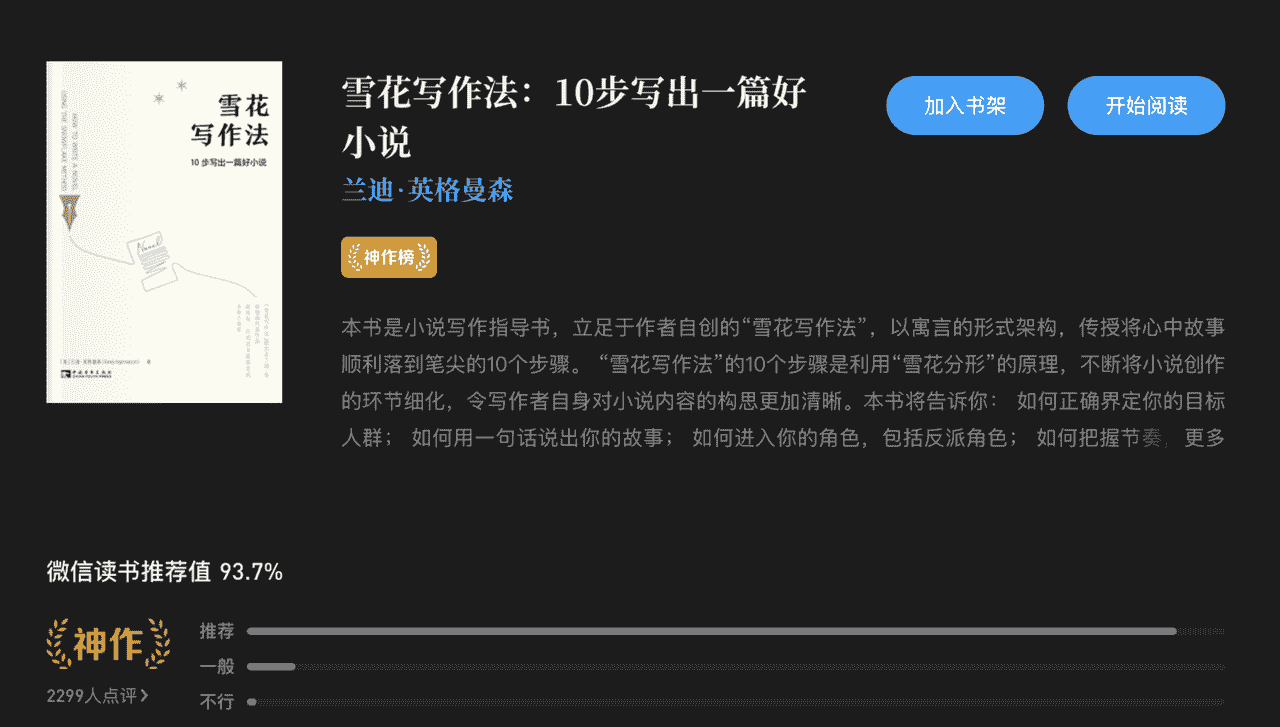 雪花
写作法
10 步写出一篇好小说
HOW TO WRITE A NOVEL
USING THE SNOWFLAKE METHOD
Novel
雪花写作法：10步写出一篇好
小说
兰迪·英格曼森
神作榜
加入书架
开始阅读
本书是小说写作指导书，立足于作者自创的“雪花写作法”，以寓言的形式架构，传授将心中故事
顺利落到笔尖的10个步骤。 “雪花写作法”的10个步骤是利用“雪花分形”的原理，不断将小说创作
的环节细化，令写作者自身对小说内容的构思更加清晰。本书将告诉你： 如何正确界定你的目标
人群； 如何用一句话说出你的故事； 如何进入你的角色，包括反派角色； 如何把握节奏，更多
微信读书推荐值 93.7%
神作
2299人点评
推荐
一般
不行